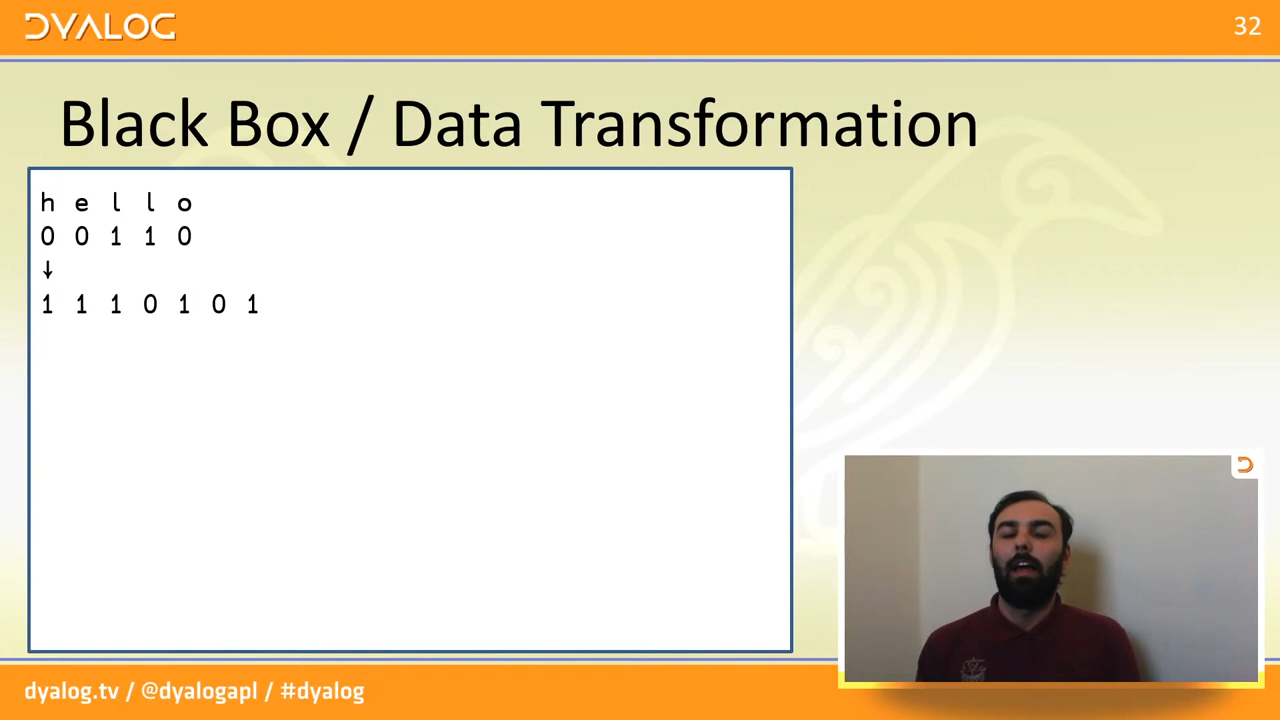 DYALOG
32
Black Box / Data Transformation
h e l l o
0 0 1 1 0
↓
1 1 1 0 1 0 1
dyalog.tv / @dyalogapl / #dyalog